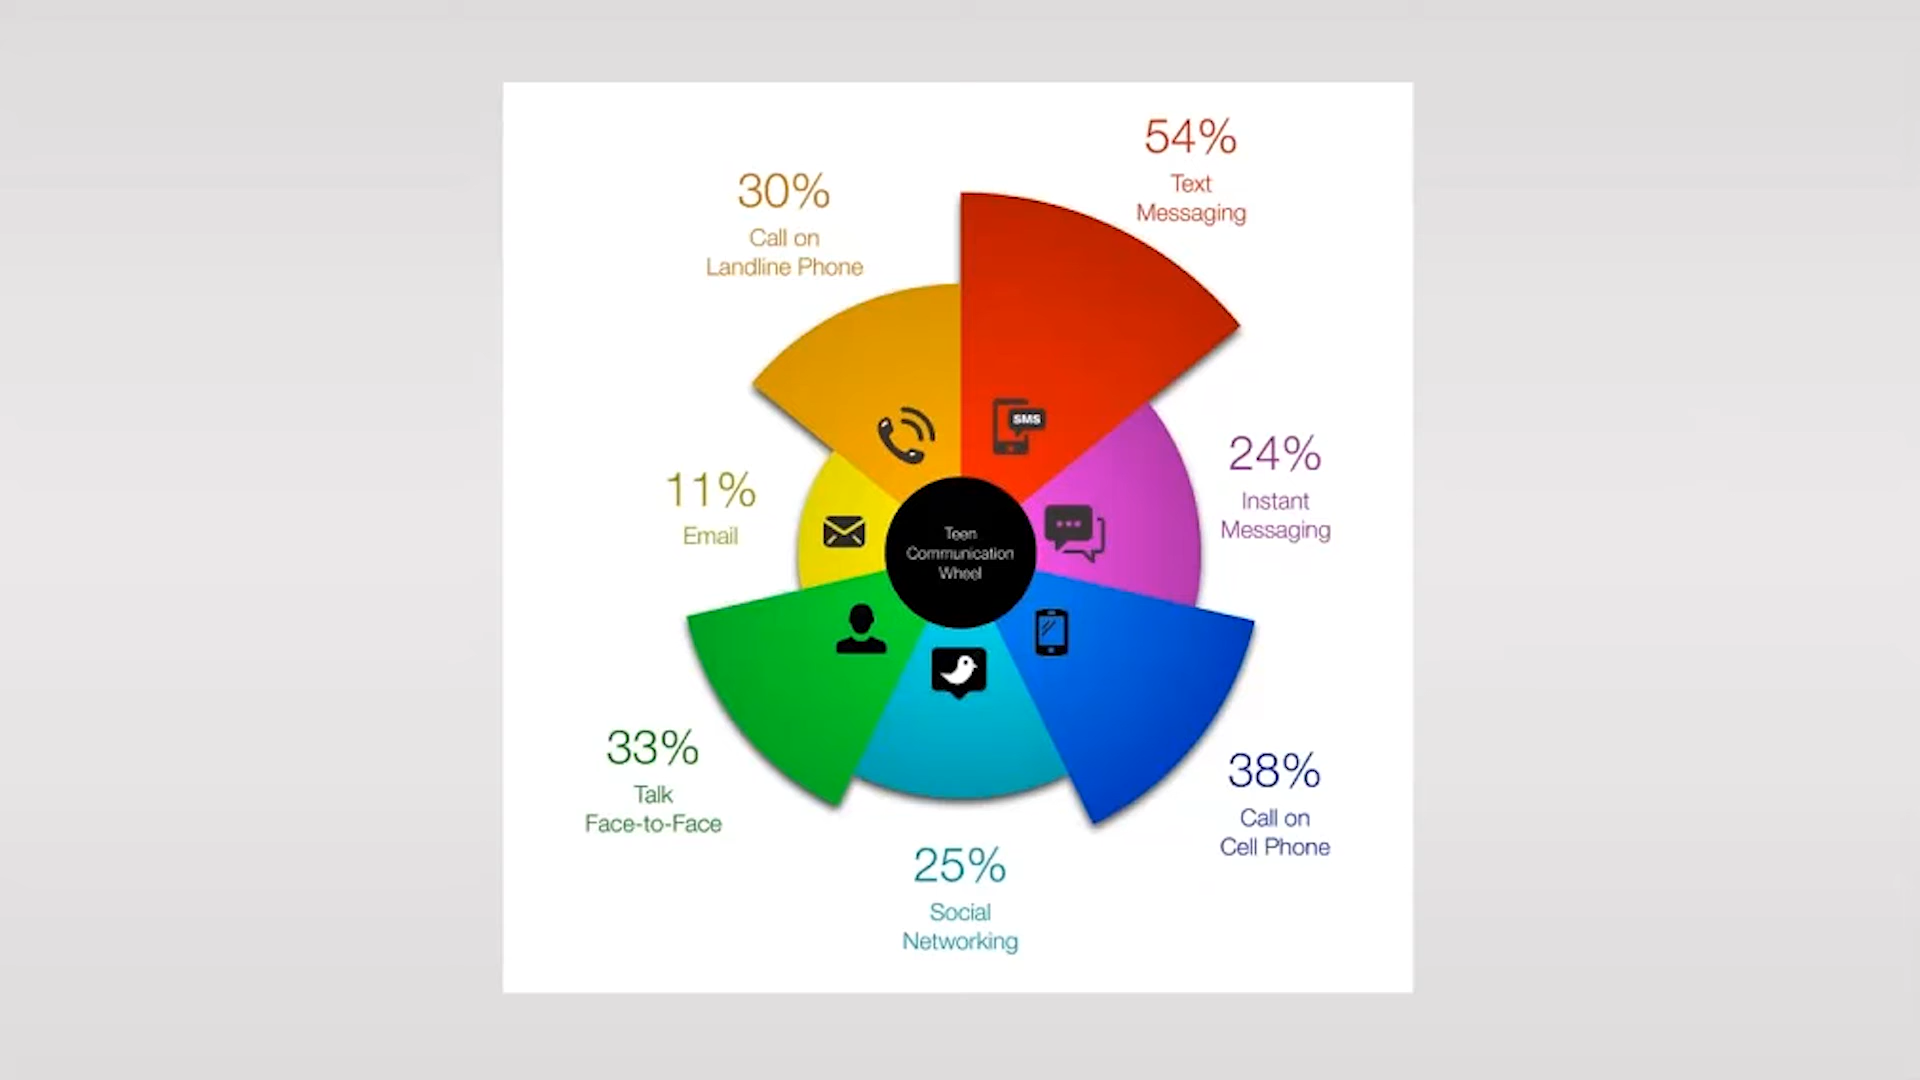 54%
Text
Messaging
30%
Call on
Landline Phone
SMS
24%
Instant
Messaging
11%
Email
Teen
Communication
Wheel
33%
Talk
Face-to-Face
38%
Call on
Cell Phone
25%
Social
Networking